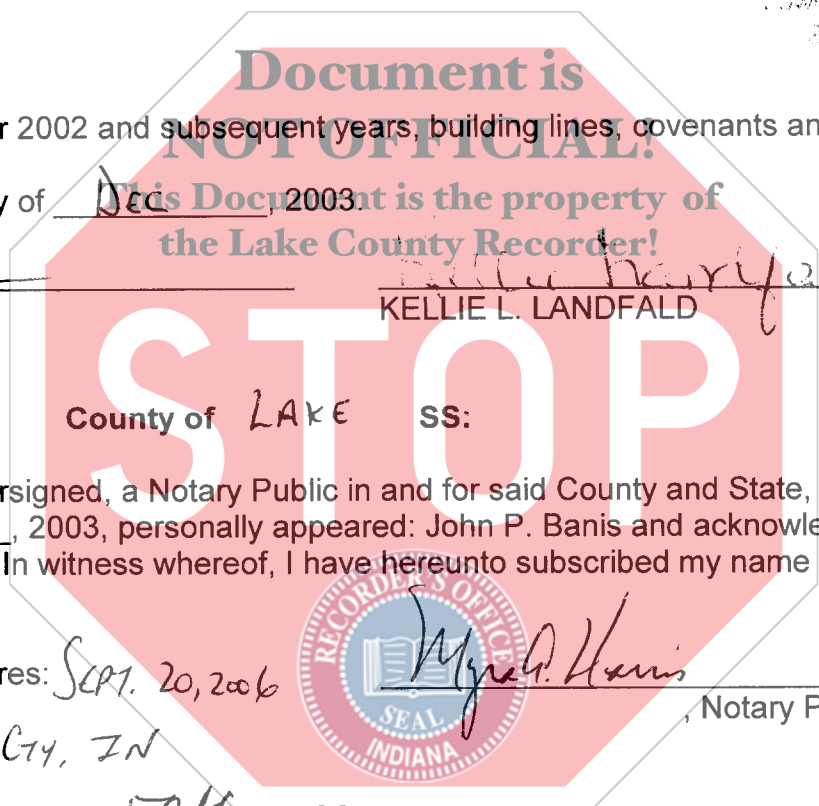 Document is
r 2002 and subsequent years, building lines, covenants an
NOT OFFICIAL!
y of Dec, 2003.
This Document is the property of
the Lake County Recorder!
KELLIE L. LANDFALD
STOP
County of LAKE SS:
rsigned, a Notary Public in and for said County and State,
, 2003, personally appeared: John P. Banis and acknowle
In witness whereof, I have hereunto subscribed my name
RECORDER'S OFFICE
SEAL
INDIANA
res: SEPT. 20, 2006
, Notary P
CTY, IN